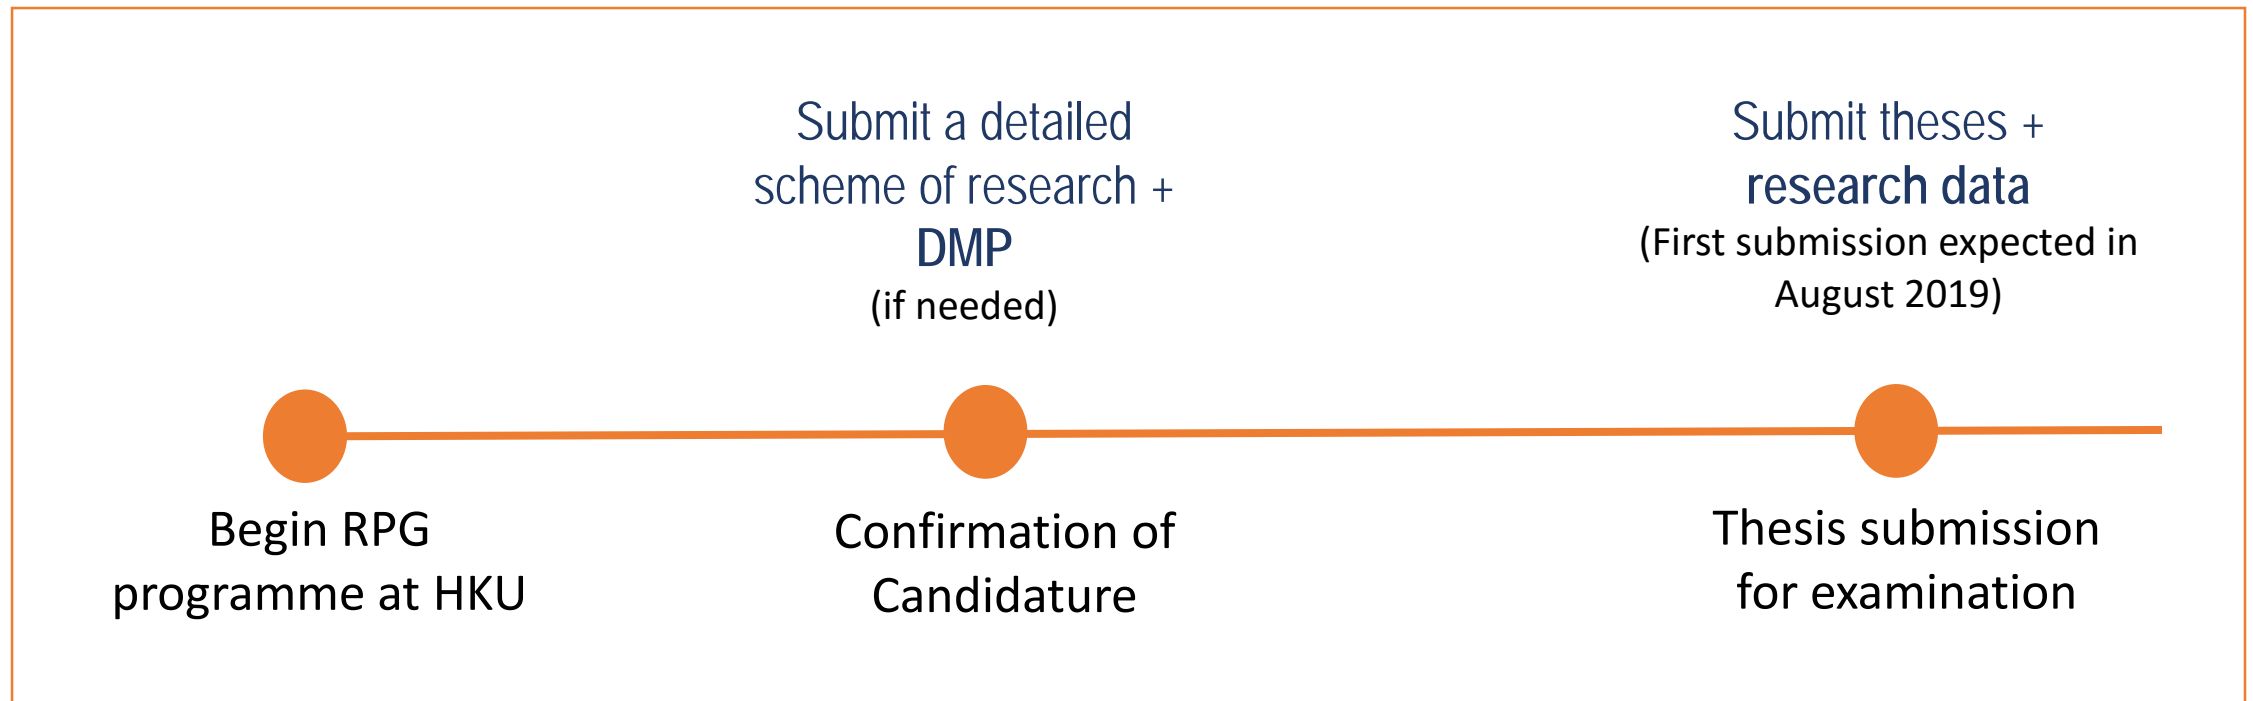 Submit a detailed
scheme of research +
DMP
(if needed)
Submit theses +
research data
(First submission expected in
August 2019)
Begin RPG
programme at HKU
Confirmation of
Candidature
Thesis submission
for examination